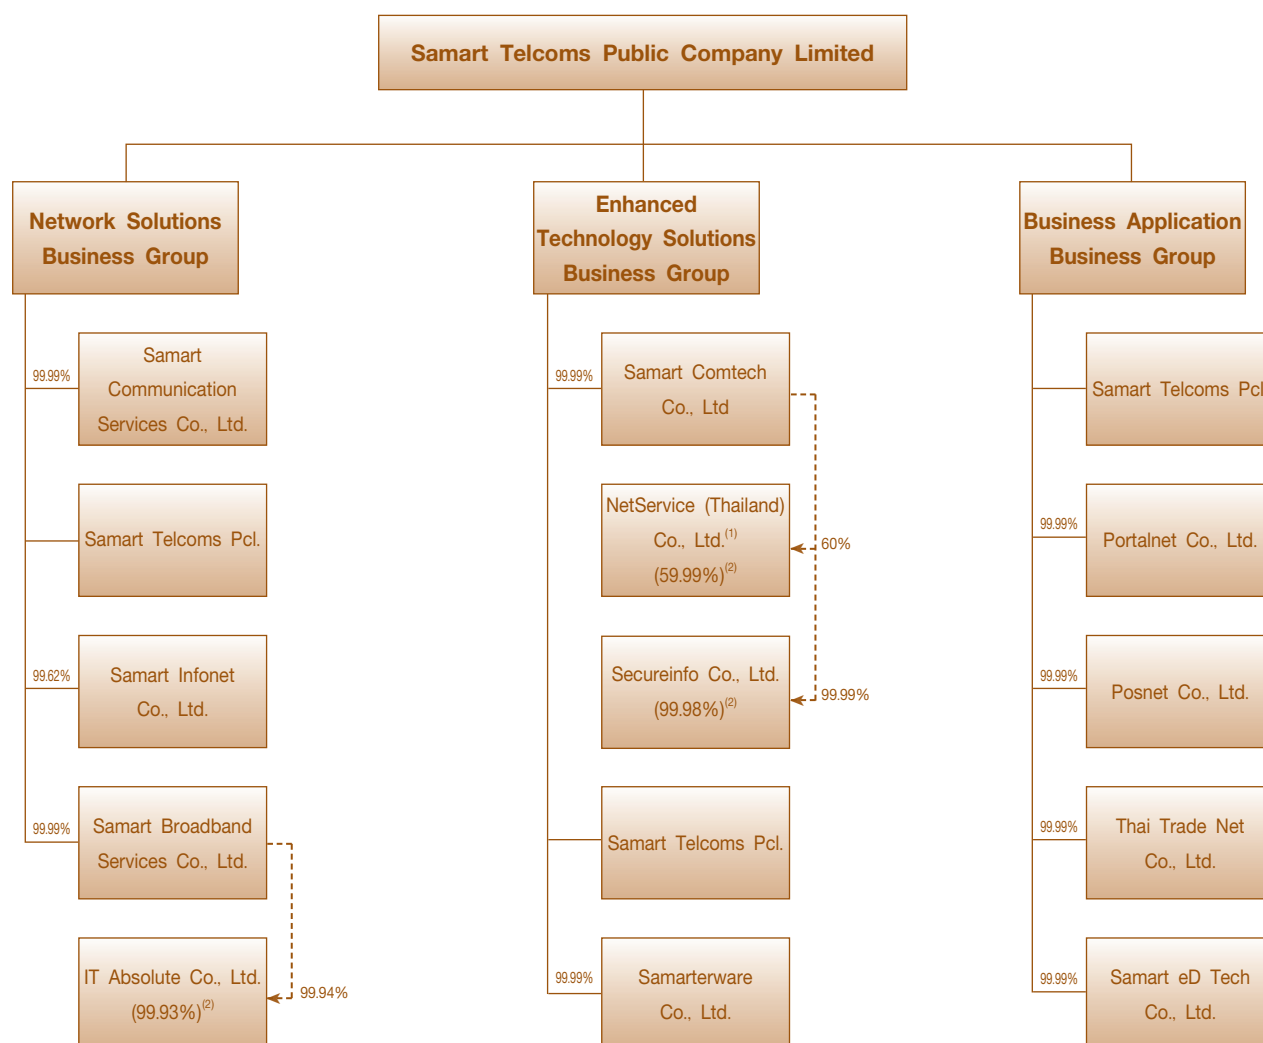 Samart Telcoms Public Company Limited
Network Solutions
Business Group
99.99%
Samart
Communication
Services Co., Ltd.
Samart Telcoms Pcl.
99.62%
Samart Infonet
Co., Ltd.
99.99%
Samart Broadband
Services Co., Ltd.
IT Absolute Co., Ltd.
(99.93%)(2)
99.94%
Enhanced
Technology Solutions
Business Group
99.99%
Samart Comtech
Co., Ltd
NetService (Thailand)
Co., Ltd.(1)
(59.99%)(2)
60%
Secureinfo Co., Ltd.
(99.98%)(2)
99.99%
Samart Telcoms Pcl.
99.99%
Samarterware
Co., Ltd.
Business Application
Business Group
Samart Telcoms Pcl
99.99%
Portalnet Co., Ltd.
99.99%
Posnet Co., Ltd.
99.99%
Thai Trade Net
Co., Ltd.
99.99%
Samart eD Tech
Co., Ltd.